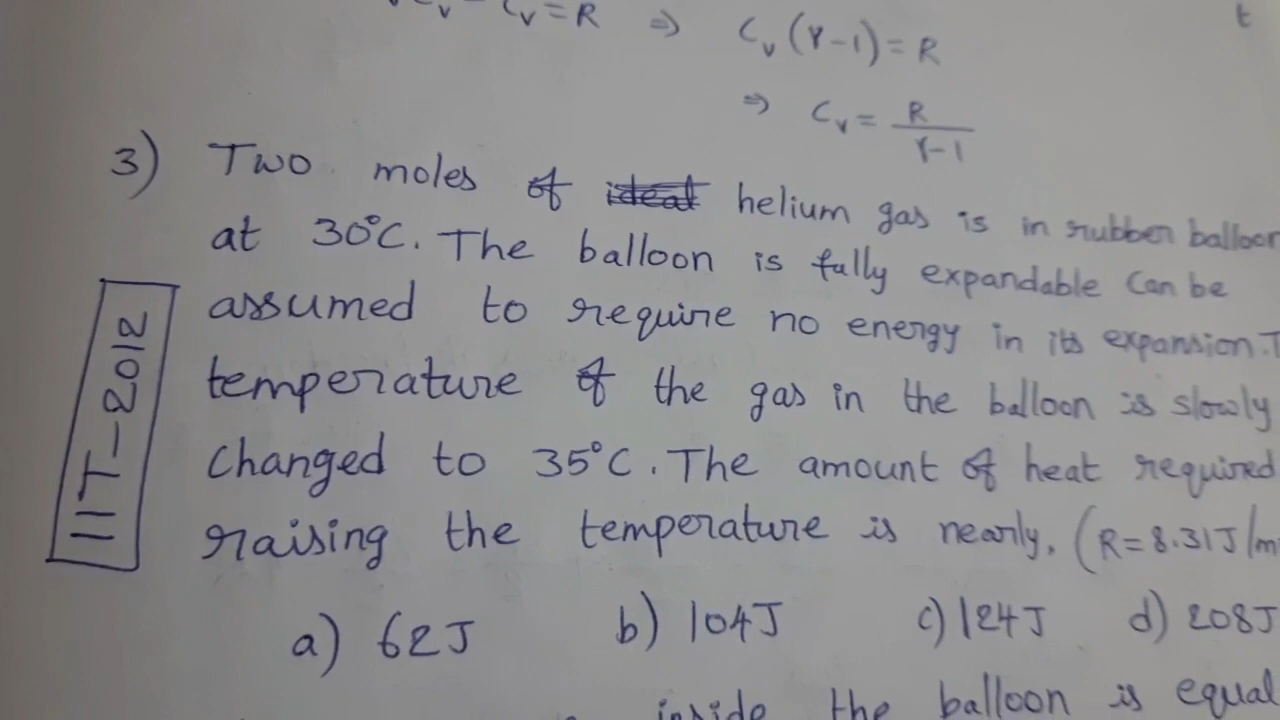 Cv = R ⇒ Cv (γ-1) = R
t
⇒ Cv = R/γ-1
3) Two moles of ideal helium gas is in rubber balloon
at 30°C. The balloon is fully expandable Can be
assumed to require no energy in its expansion. T
temperature of the gas in the balloon is slowly
changed to 35°C. The amount of heat required
raising the temperature is nearly, (R=8.31J/m
IIT-2012
a) 62J b) 104J c) 124J d) 208J
inside the balloon is equal